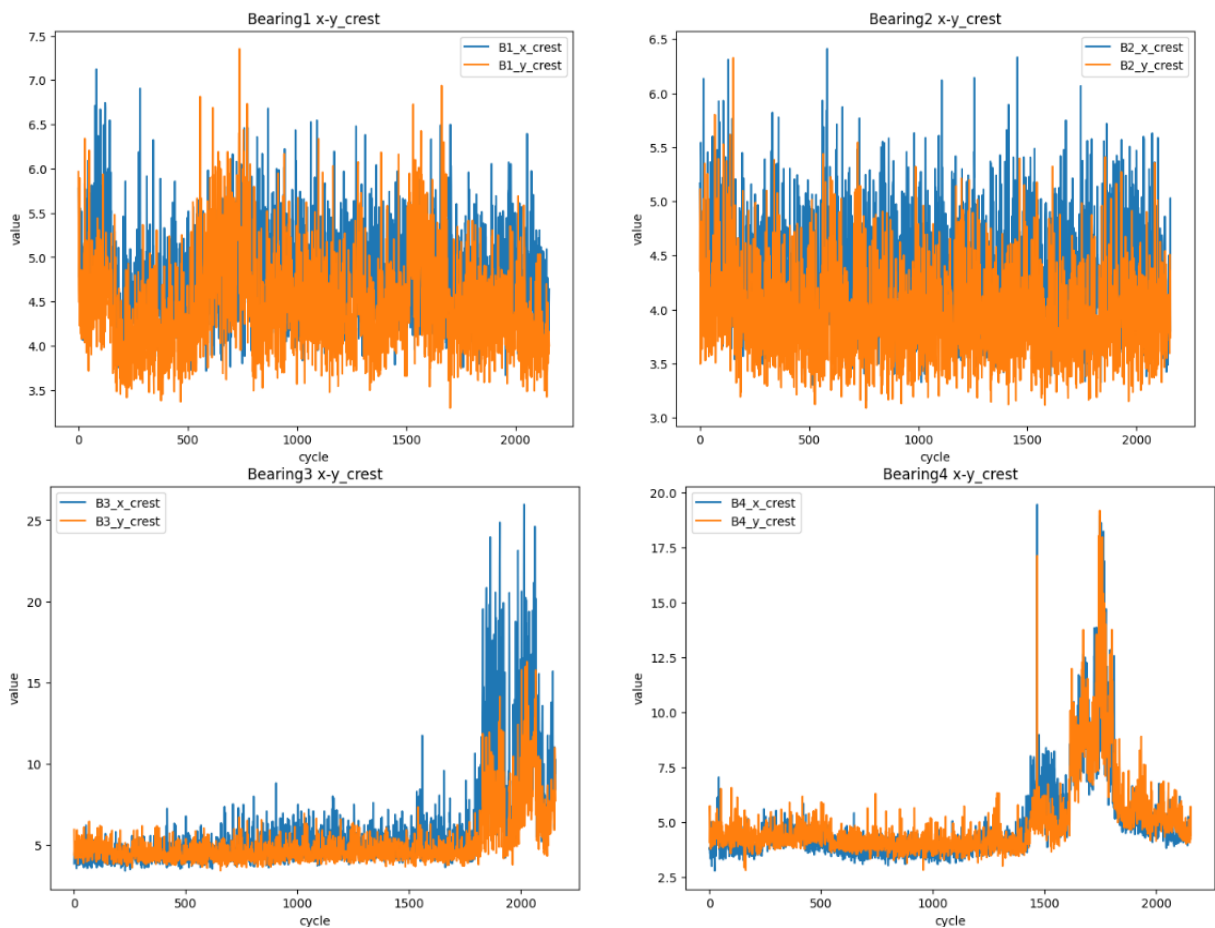 Bearing1 x-y_crest
7.5
7.0
6.5
6.0
5.5
5.0
4.5
4.0
3.5
value
B1_x_crest
B1_y_crest
0
500
1000
1500
2000
cycle
Bearing2 x-y_crest
6.5
6.0
5.5
5.0
4.5
4.0
3.5
3.0
value
B2_x_crest
B2_y_crest
0
500
1000
1500
2000
cycle
Bearing3 x-y_crest
25
20
15
10
5
value
B3_x_crest
B3_y_crest
0
500
1000
1500
2000
cycle
Bearing4 x-y_crest
20.0
17.5
15.0
12.5
10.0
7.5
5.0
2.5
value
B4_x_crest
B4_y_crest
0
500
1000
1500
2000
cycle